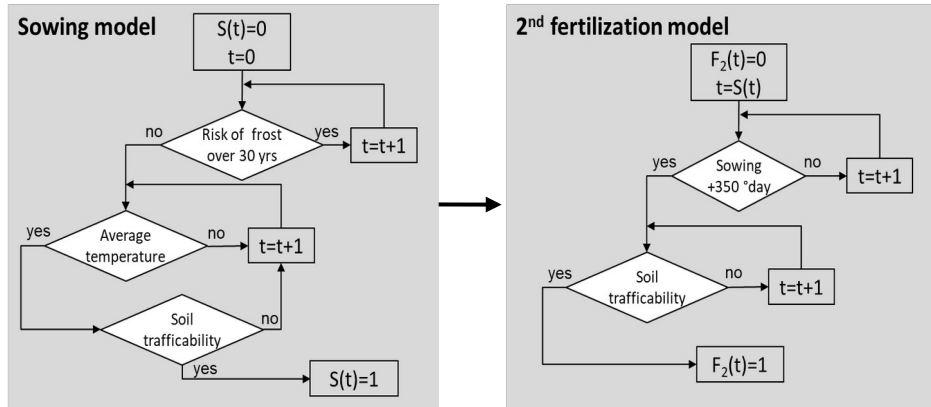 Sowing model
S(t)=0
t=0
no
Risk of frost
over 30 yrs
yes
t=t+1
yes
Average
temperature
no
t=t+1
Soil
trafficability
no
yes
S(t)=1
2nd fertilization model
F₂(t)=0
t=S(t)
yes
Sowing
+350 °day
no
t=t+1
yes
Soil
trafficability
no
t=t+1
F₂(t)=1